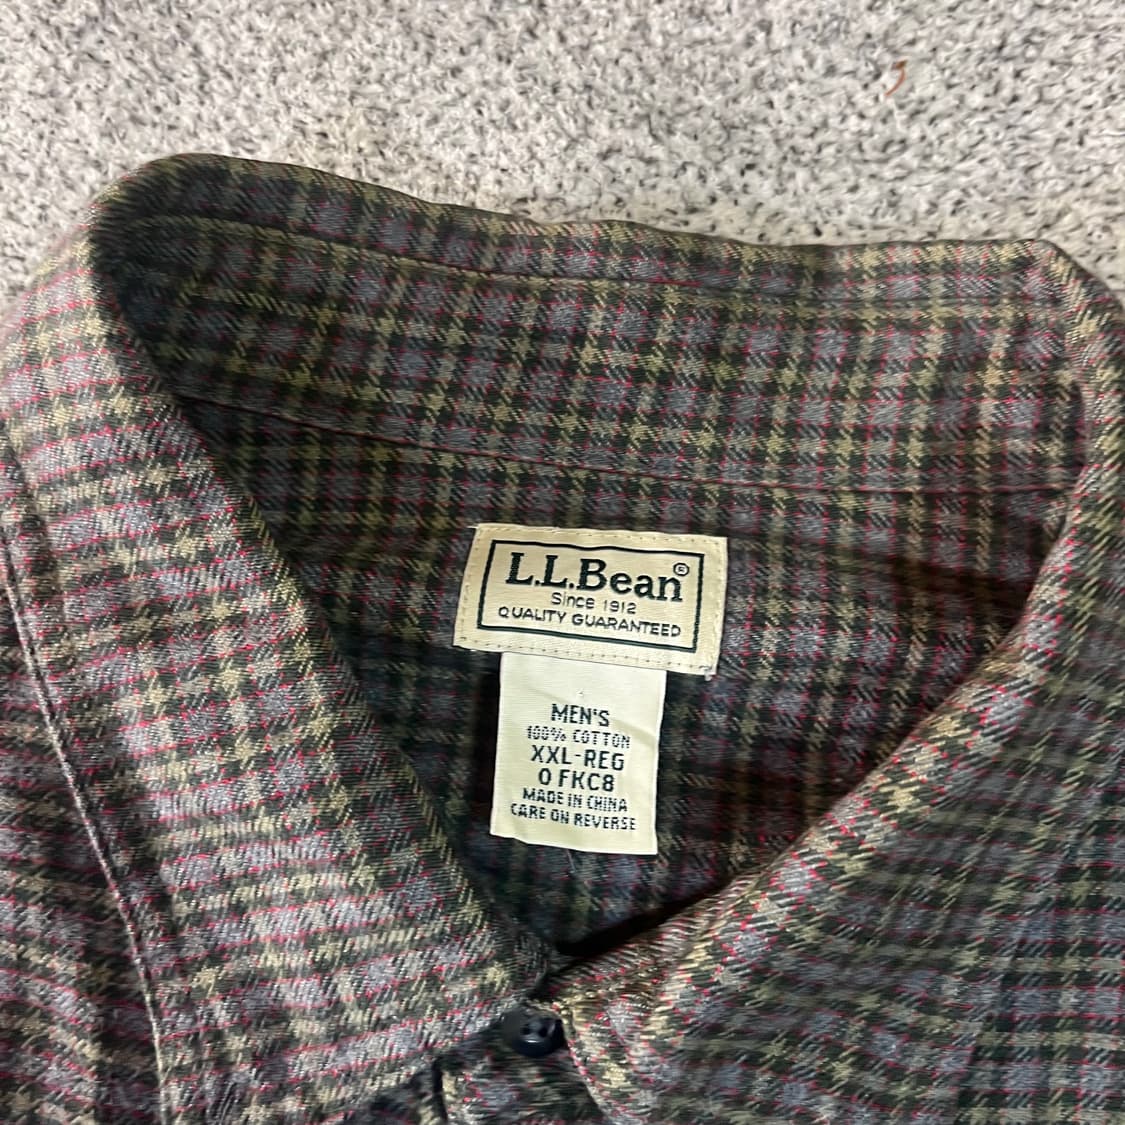 L.L.Bean®
Since 1912
QUALITY GUARANTEED
MEN'S
100% COTTON
XXL-REG
0 FKC8
MADE IN CHINA
CARE ON REVERSE